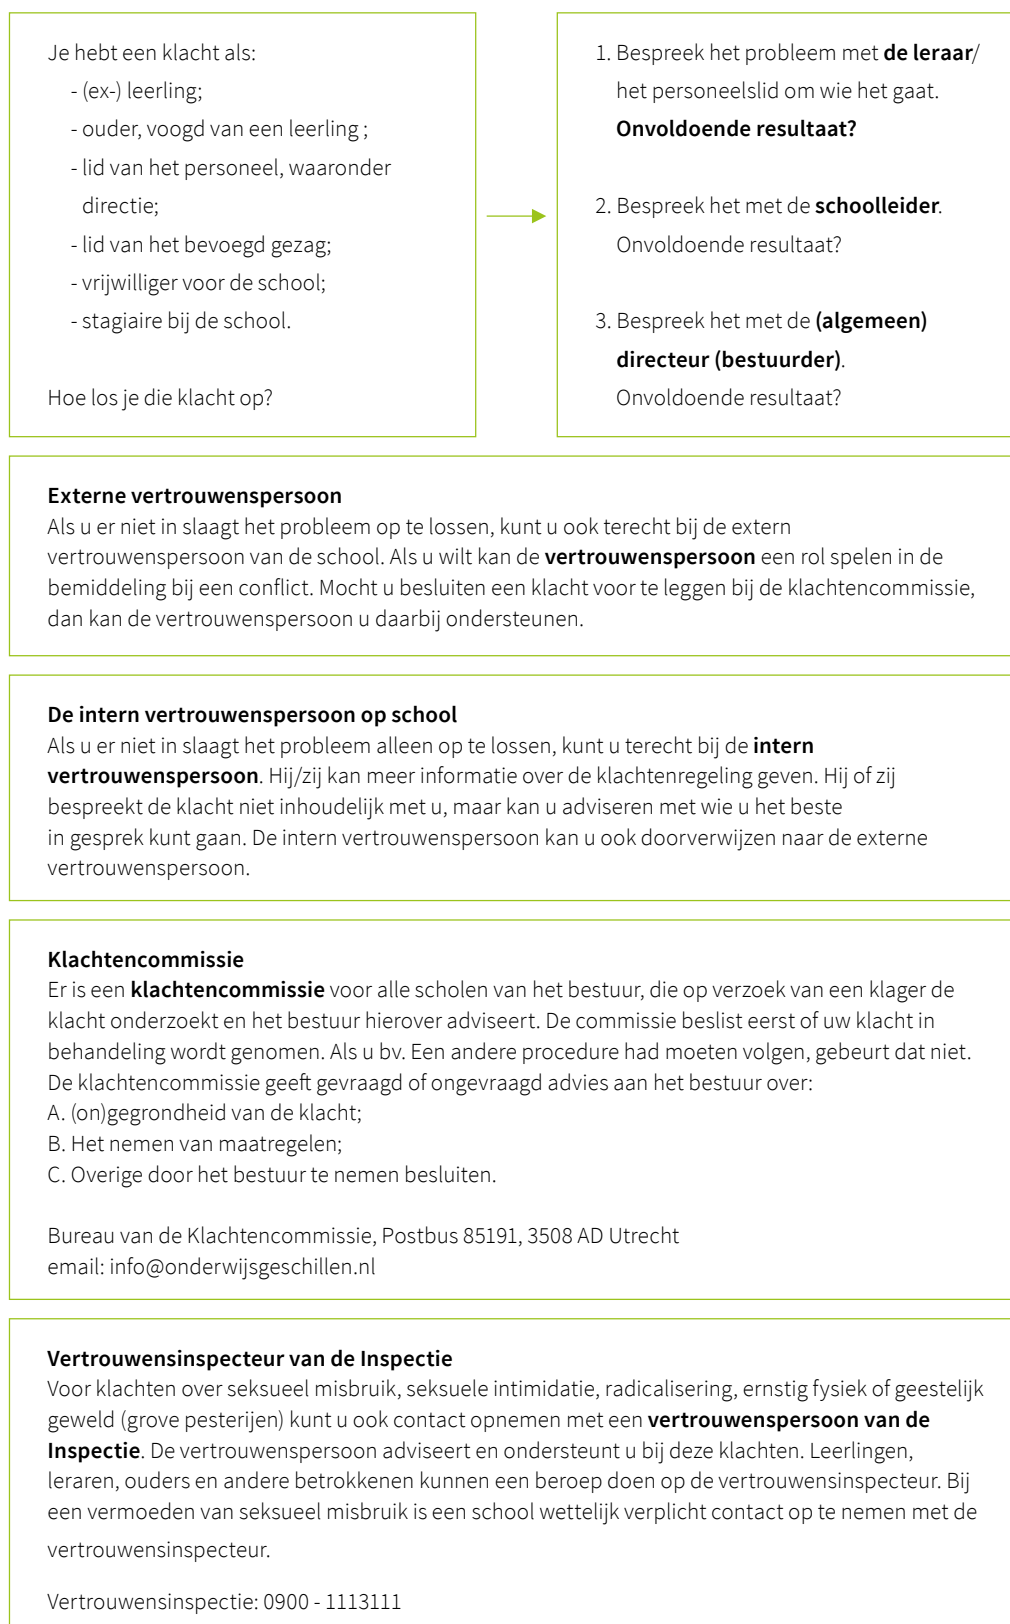 Je hebt een klacht als:
- (ex-) leerling;
- ouder, voogd van een leerling ;
- lid van het personeel, waaronder
directie;
- lid van het bevoegd gezag;
- vrijwilliger voor de school;
- stagiaire bij de school.
Hoe los je die klacht op?
1. Bespreek het probleem met de leraar/
het personeelslid om wie het gaat.
Onvoldoende resultaat?
2. Bespreek het met de schoolleider.
Onvoldoende resultaat?
3. Bespreek het met de (algemeen)
directeur (bestuurder).
Onvoldoende resultaat?
Externe vertrouwenspersoon
Als u er niet in slaagt het probleem op te lossen, kunt u ook terecht bij de extern
vertrouwenspersoon van de school. Als u wilt kan de vertrouwenspersoon een rol spelen in de
bemiddeling bij een conflict. Mocht u besluiten een klacht voor te leggen bij de klachtencommissie,
dan kan de vertrouwenspersoon u daarbij ondersteunen.
De intern vertrouwenspersoon op school
Als u er niet in slaagt het probleem alleen op te lossen, kunt u terecht bij de intern
vertrouwenspersoon. Hij/zij kan meer informatie over de klachtenregeling geven. Hij of zij
bespreekt de klacht niet inhoudelijk met u, maar kan u adviseren met wie u het beste
in gesprek kunt gaan. De intern vertrouwenspersoon kan u ook doorverwijzen naar de externe
vertrouwenspersoon.
Klachtencommissie
Er is een klachtencommissie voor alle scholen van het bestuur, die op verzoek van een klager de
klacht onderzoekt en het bestuur hierover adviseert. De commissie beslist eerst of uw klacht in
behandeling wordt genomen. Als u bv. Een andere procedure had moeten volgen, gebeurt dat niet.
De klachtencommissie geeft gevraagd of ongevraagd advies aan het bestuur over:
A. (on)gegrondheid van de klacht;
B. Het nemen van maatregelen;
C. Overige door het bestuur te nemen besluiten.
Bureau van de Klachtencommissie, Postbus 85191, 3508 AD Utrecht
email: info@onderwijsgeschillen.nl
Vertrouwensinspecteur van de Inspectie
Voor klachten over seksueel misbruik, seksuele intimidatie, radicalisering, ernstig fysiek of geestelijk
geweld (grove pesterijen) kunt u ook contact opnemen met een vertrouwenspersoon van de
Inspectie. De vertrouwenspersoon adviseert en ondersteunt u bij deze klachten. Leerlingen,
leraren, ouders en andere betrokkenen kunnen een beroep doen op de vertrouwensinspecteur. Bij
een vermoeden van seksueel misbruik is een school wettelijk verplicht contact op te nemen met de
vertrouwensinspecteur.
Vertrouwensinspectie: 0900 - 1113111